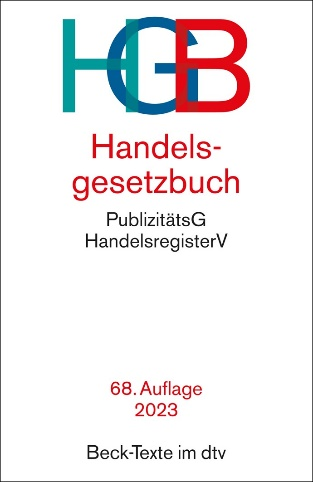 HGB
Handels-
gesetzbuch
PublizitätsG
HandelsregisterV
68. Auflage
2023
Beck-Texte im dtv